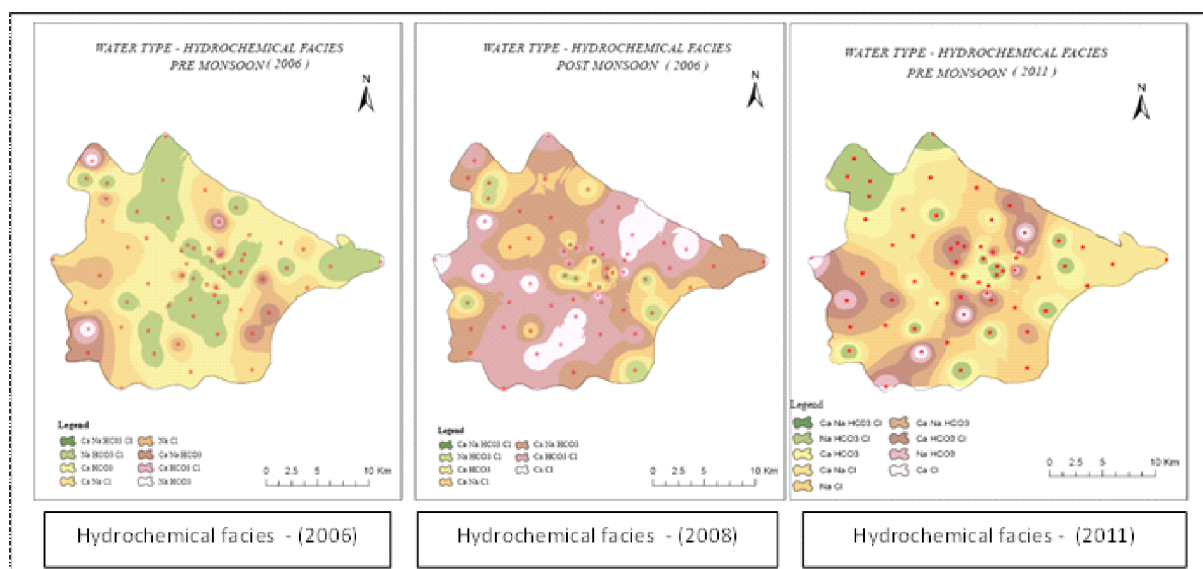 WATER TYPE - HYDROCHEMICAL FACIES
PRE MONSOON ( 2006 )
N
Legend
Ca Na HCO3 Cl
Na HCO3 Cl
Ca HCO3
Ca Na Cl
Na Cl
Ca Na HCO3
Ca HCO3 Cl
Na HCO3
0 2.5 5 10 Km
Hydrochemical facies - (2006)
WATER TYPE - HYDROCHEMICAL FACIES
POST MONSOON ( 2006 )
N
Legend
Ca Na HCO3 Cl
Na HCO3 Cl
Ca HCO3
Ca Na Cl
Ca Na HCO3
Ca HCO3 Cl
Ca Cl
0 2.5 5 10 Km
Hydrochemical facies - (2008)
WATER TYPE - HYDROCHEMICAL FACIES
PRE MONSOON ( 2011 )
N
Legend
Ca Na HCO3 Cl
Na HCO3 Cl
Ca HCO3
Ca Na Cl
Na Cl
Ca Na HCO3
Ca HCO3 Cl
Na HCO3
Ca Cl
0 2.5 5 10 Km
Hydrochemical facies - (2011)